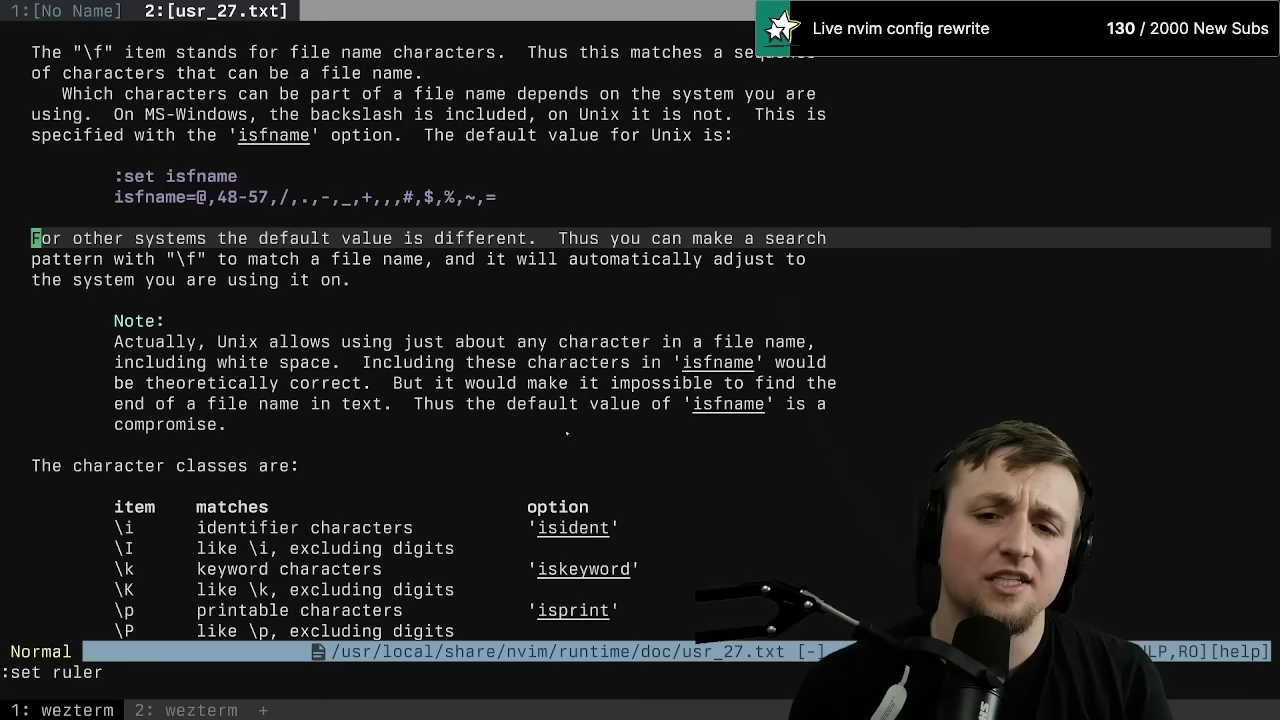 1:[No Name]  2:[usr_27.txt]
Live nvim config rewrite 130 / 2000 New Subs
The "\f" item stands for file name characters.  Thus this matches a
of characters that can be a file name.
Which characters can be part of a file name depends on the system you are
using.  On MS-Windows, the backslash is included, on Unix it is not.  This is
specified with the 'isfname' option.  The default value for Unix is:
:set isfname
isfname=@,48-57,/,.,-,_,+,,,#,$,%,~,=
For other systems the default value is different.  Thus you can make a search
pattern with "\f" to match a file name, and it will automatically adjust to
the system you are using it on.
Note:
Actually, Unix allows using just about any character in a file name,
including white space.  Including these characters in 'isfname' would
be theoretically correct.  But it would make it impossible to find the
end of a file name in text.  Thus the default value of 'isfname' is a
compromise.
The character classes are:
item matches option
\i identifier characters 'isident'
\I like \i, excluding digits
\k keyword characters 'iskeyword'
\K like \k, excluding digits
\p printable characters 'isprint'
\P like \p, excluding digits
Normal /usr/local/share/nvim/runtime/doc/usr_27.txt [-] ,RO][help]
:set ruler
1: wezterm 2: wezterm +